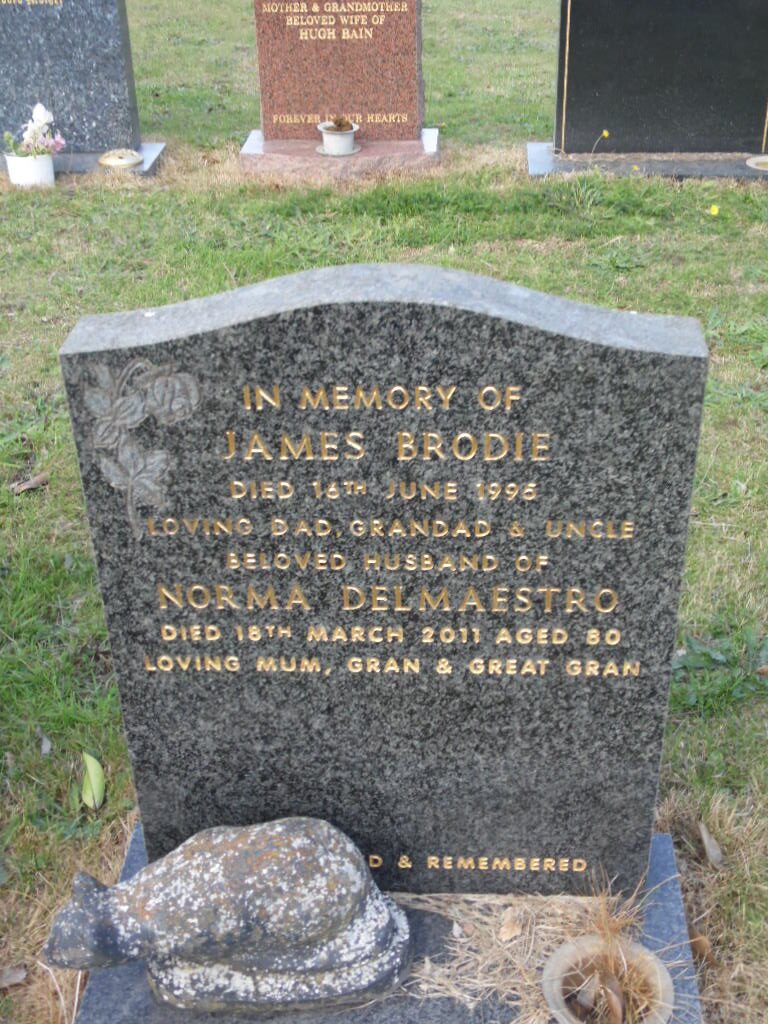 MOTHER & GRANDMOTHER
BELOVED WIFE OF
HUGH BAIN
FOREVER IN OUR HEARTS
IN MEMORY OF
JAMES BRODIE
DIED 16TH JUNE 1995
LOVING DAD, GRANDAD & UNCLE
BELOVED HUSBAND OF
NORMA DELMAESTRO
DIED 18TH MARCH 2011 AGED 80
LOVING MUM, GRAN & GREAT GRAN
& REMEMBERED